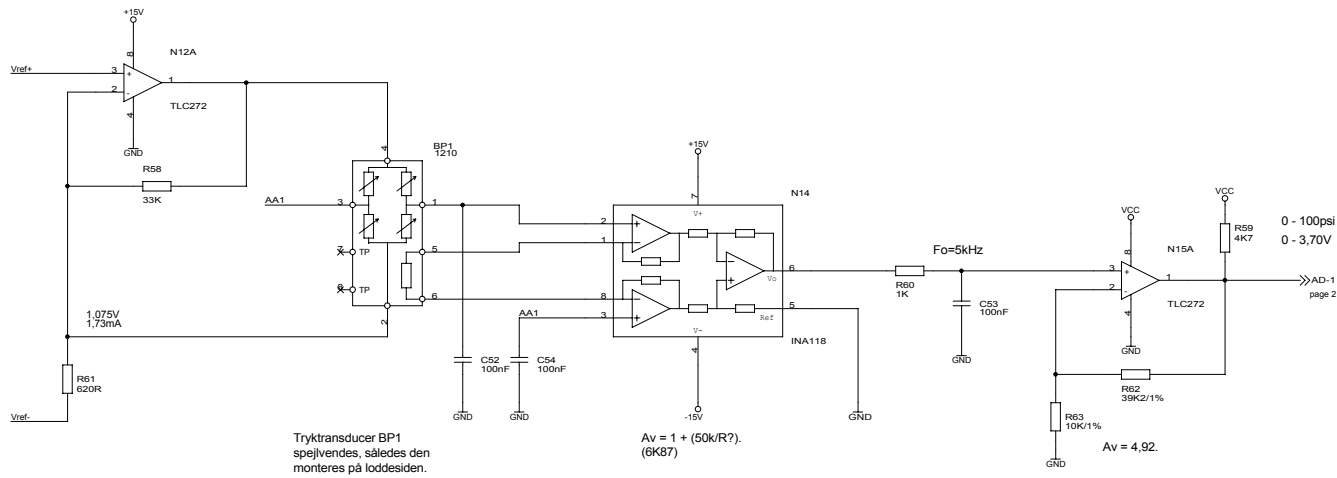 +15V
8
N12A
Vref+
3
+
1
2
-
TLC272
4
GND
R58
33K
4
BP1
1210
AA1
3
1
7
TP
5
8
TP
6
2
1,075V
1,73mA
R61
620R
Vref-
C52
100nF
GND
AA1
C54
100nF
GND
+15V
7
N14
V+
2
+
1
-
8
-
3
+
-
+
Vo
6
Ref
5
V-
4
INA118
-15V
GND
R60
1K
Fo=5kHz
C53
100nF
GND
VCC
8
N15A
3
+
1
2
-
4
TLC272
GND
VCC
R59
4K7
0 - 100psi
0 - 3,70V
AD-1
page 2
R62
39K2/1%
R63
10K/1%
GND
Av = 4,92.
Tryktransducer BP1
spejlvendes, således den
monteres på loddesiden.
Av = 1 + (50k/R?).
(6K87)